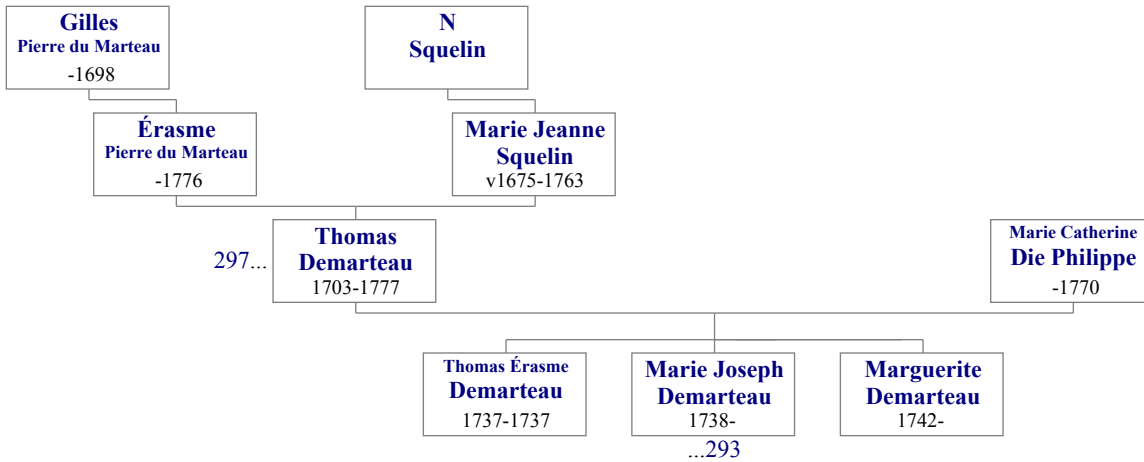 Gilles
Pierre du Marteau
-1698
N
Squelin
Érasme
Pierre du Marteau
-1776
Marie Jeanne
Squelin
v1675-1763
297...
Thomas
Demarteau
1703-1777
Marie Catherine
Die Philippe
-1770
Thomas Érasme
Demarteau
1737-1737
Marie Joseph
Demarteau
1738-
...293
Marguerite
Demarteau
1742-